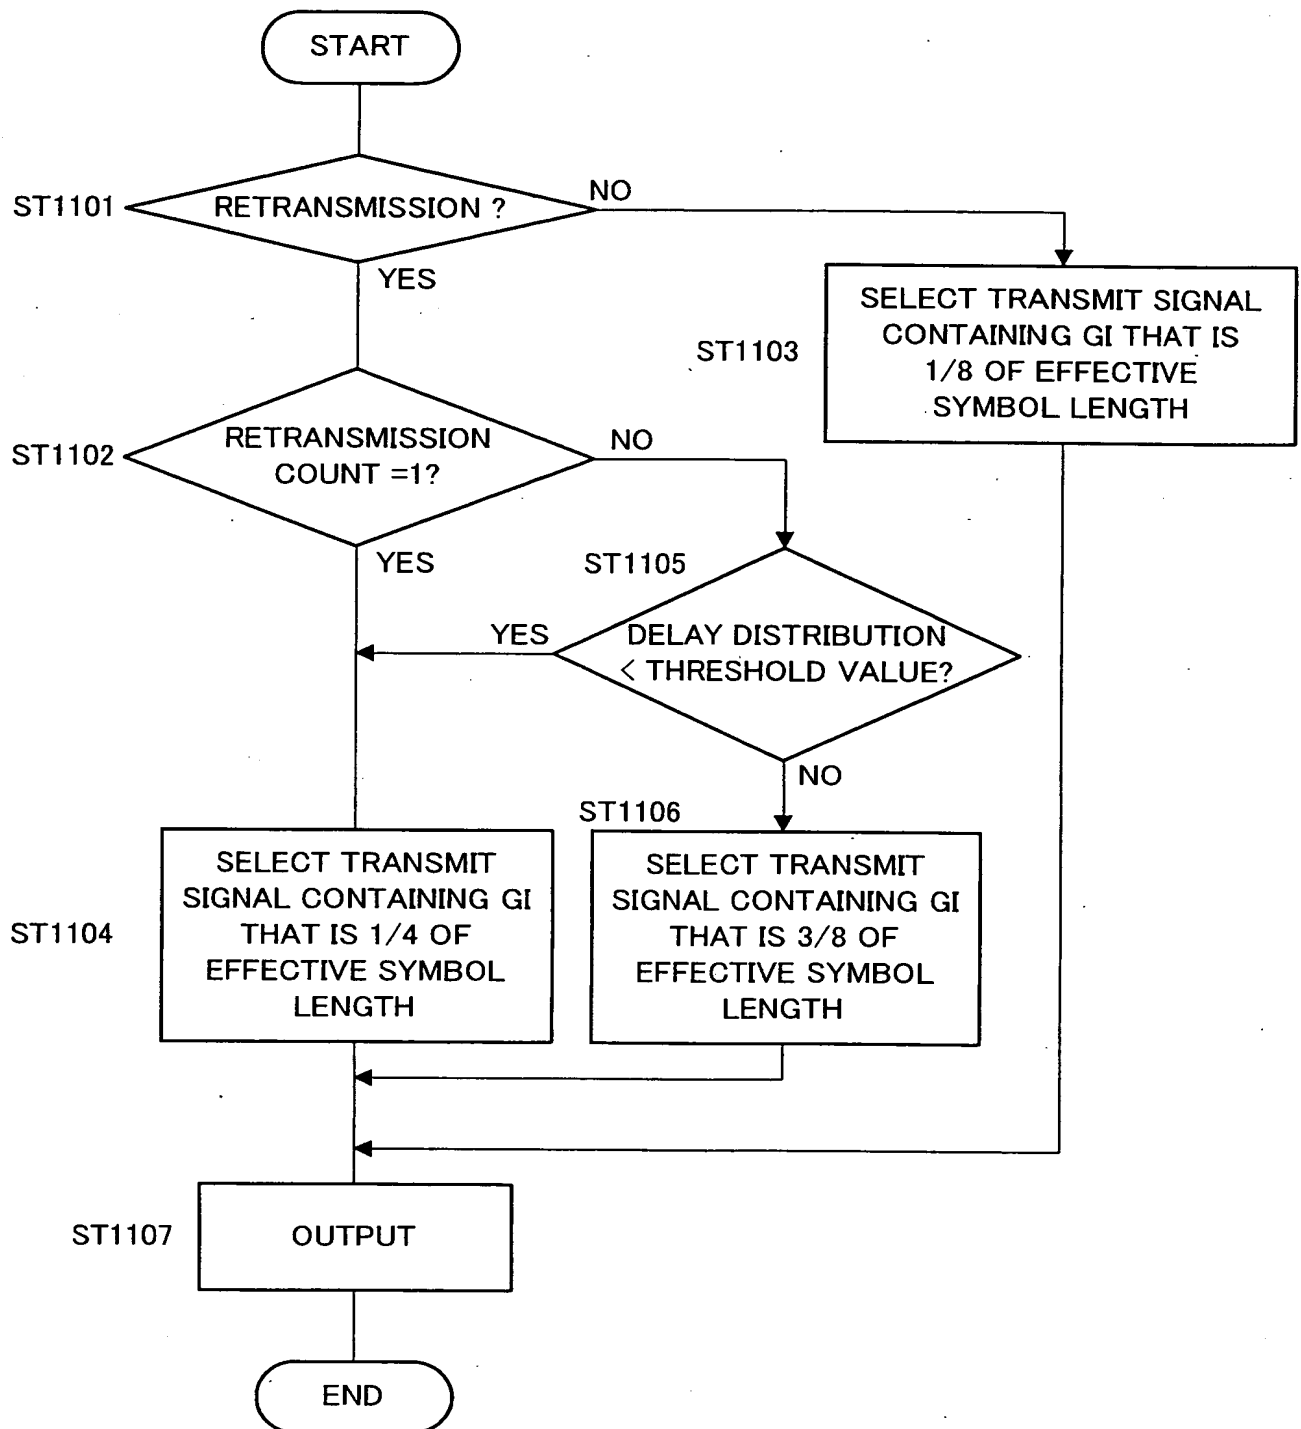 START
ST1101
RETRANSMISSION ?
NO
YES
ST1103
SELECT TRANSMIT SIGNAL
CONTAINING GI THAT IS
1/8 OF EFFECTIVE
SYMBOL LENGTH
ST1102
RETRANSMISSION
COUNT =1?
NO
YES
ST1105
DELAY DISTRIBUTION
< THRESHOLD VALUE?
YES
NO
ST1104
SELECT TRANSMIT
SIGNAL CONTAINING GI
THAT IS 1/4 OF
EFFECTIVE SYMBOL
LENGTH
ST1106
SELECT TRANSMIT
SIGNAL CONTAINING GI
THAT IS 3/8 OF
EFFECTIVE SYMBOL
LENGTH
ST1107
OUTPUT
END